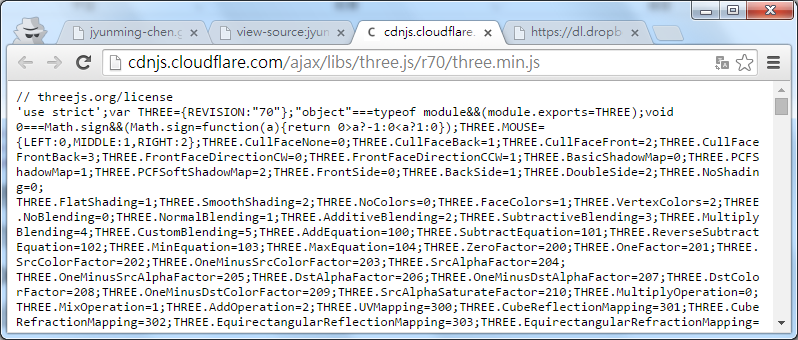 jyunming-chen.g
view-source:jyun
cdnjs.cloudflare.
https://dl.dropb
cdnjs.cloudflare.com/ajax/libs/three.js/r70/three.min.js
// threejs.org/license
'use strict';var THREE={REVISION:"70"};"object"===typeof module&&(module.exports=THREE);void
0===Math.sign&&(Math.sign=function(a){return 0>a?-1:0<a?1:0});THREE.MOUSE=
{LEFT:0,MIDDLE:1,RIGHT:2};THREE.CullFaceNone=0;THREE.CullFaceBack=1;THREE.CullFaceFront=2;THREE.CullFace
FrontBack=3;THREE.FrontFaceDirectionCW=0;THREE.FrontFaceDirectionCCW=1;THREE.BasicShadowMap=0;THREE.PCFS
hadowMap=1;THREE.PCFSoftShadowMap=2;THREE.FrontSide=0;THREE.BackSide=1;THREE.DoubleSide=2;THREE.NoShadin
g=0;
THREE.FlatShading=1;THREE.SmoothShading=2;THREE.NoColors=0;THREE.FaceColors=1;THREE.VertexColors=2;THREE
.NoBlending=0;THREE.NormalBlending=1;THREE.AdditiveBlending=2;THREE.SubtractiveBlending=3;THREE.Multiply
Blending=4;THREE.CustomBlending=5;THREE.AddEquation=100;THREE.SubtractEquation=101;THREE.ReverseSubtract
Equation=102;THREE.MinEquation=103;THREE.MaxEquation=104;THREE.ZeroFactor=200;THREE.OneFactor=201;THREE.
SrcColorFactor=202;THREE.OneMinusSrcColorFactor=203;THREE.SrcAlphaFactor=204;
THREE.OneMinusSrcAlphaFactor=205;THREE.DstAlphaFactor=206;THREE.OneMinusDstAlphaFactor=207;THREE.DstColo
rFactor=208;THREE.OneMinusDstColorFactor=209;THREE.SrcAlphaSaturateFactor=210;THREE.MultiplyOperation=0;
THREE.MixOperation=1;THREE.AddOperation=2;THREE.UVMapping=300;THREE.CubeReflectionMapping=301;THREE.Cube
RefractionMapping=302;THREE.EquirectangularReflectionMapping=303;THREE.EquirectangularRefractionMapping=